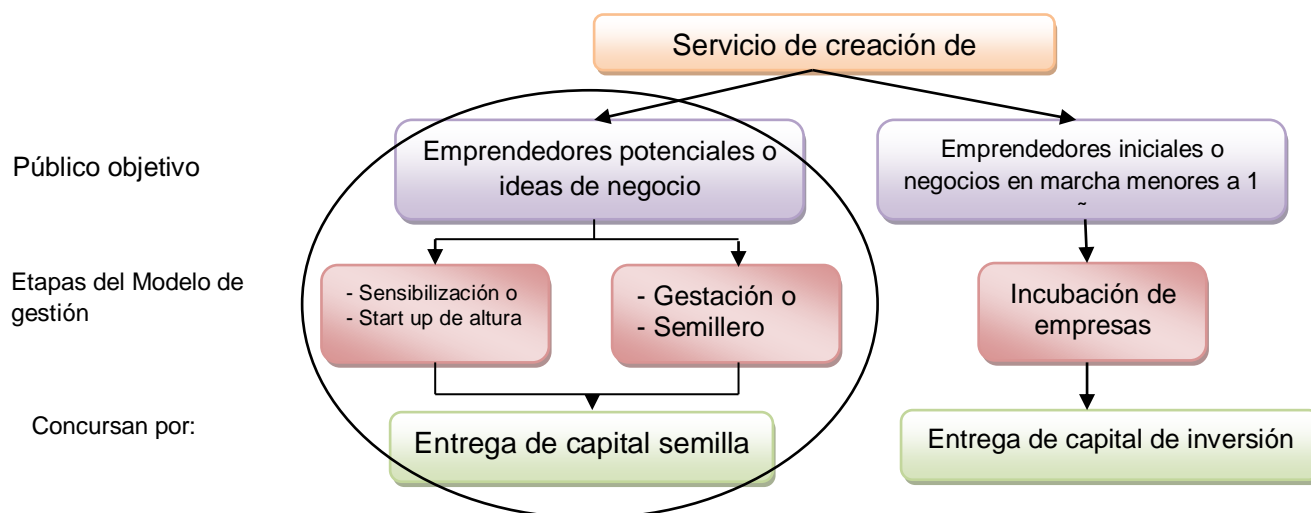 Servicio de creación de
Público objetivo
Emprendedores potenciales o
ideas de negocio
Emprendedores iniciales o
negocios en marcha menores a 1
Etapas del Modelo de
gestión
- Sensibilización o
- Start up de altura
- Gestación o
- Semillero
Incubación de
empresas
Concursan por:
Entrega de capital semilla
Entrega de capital de inversión